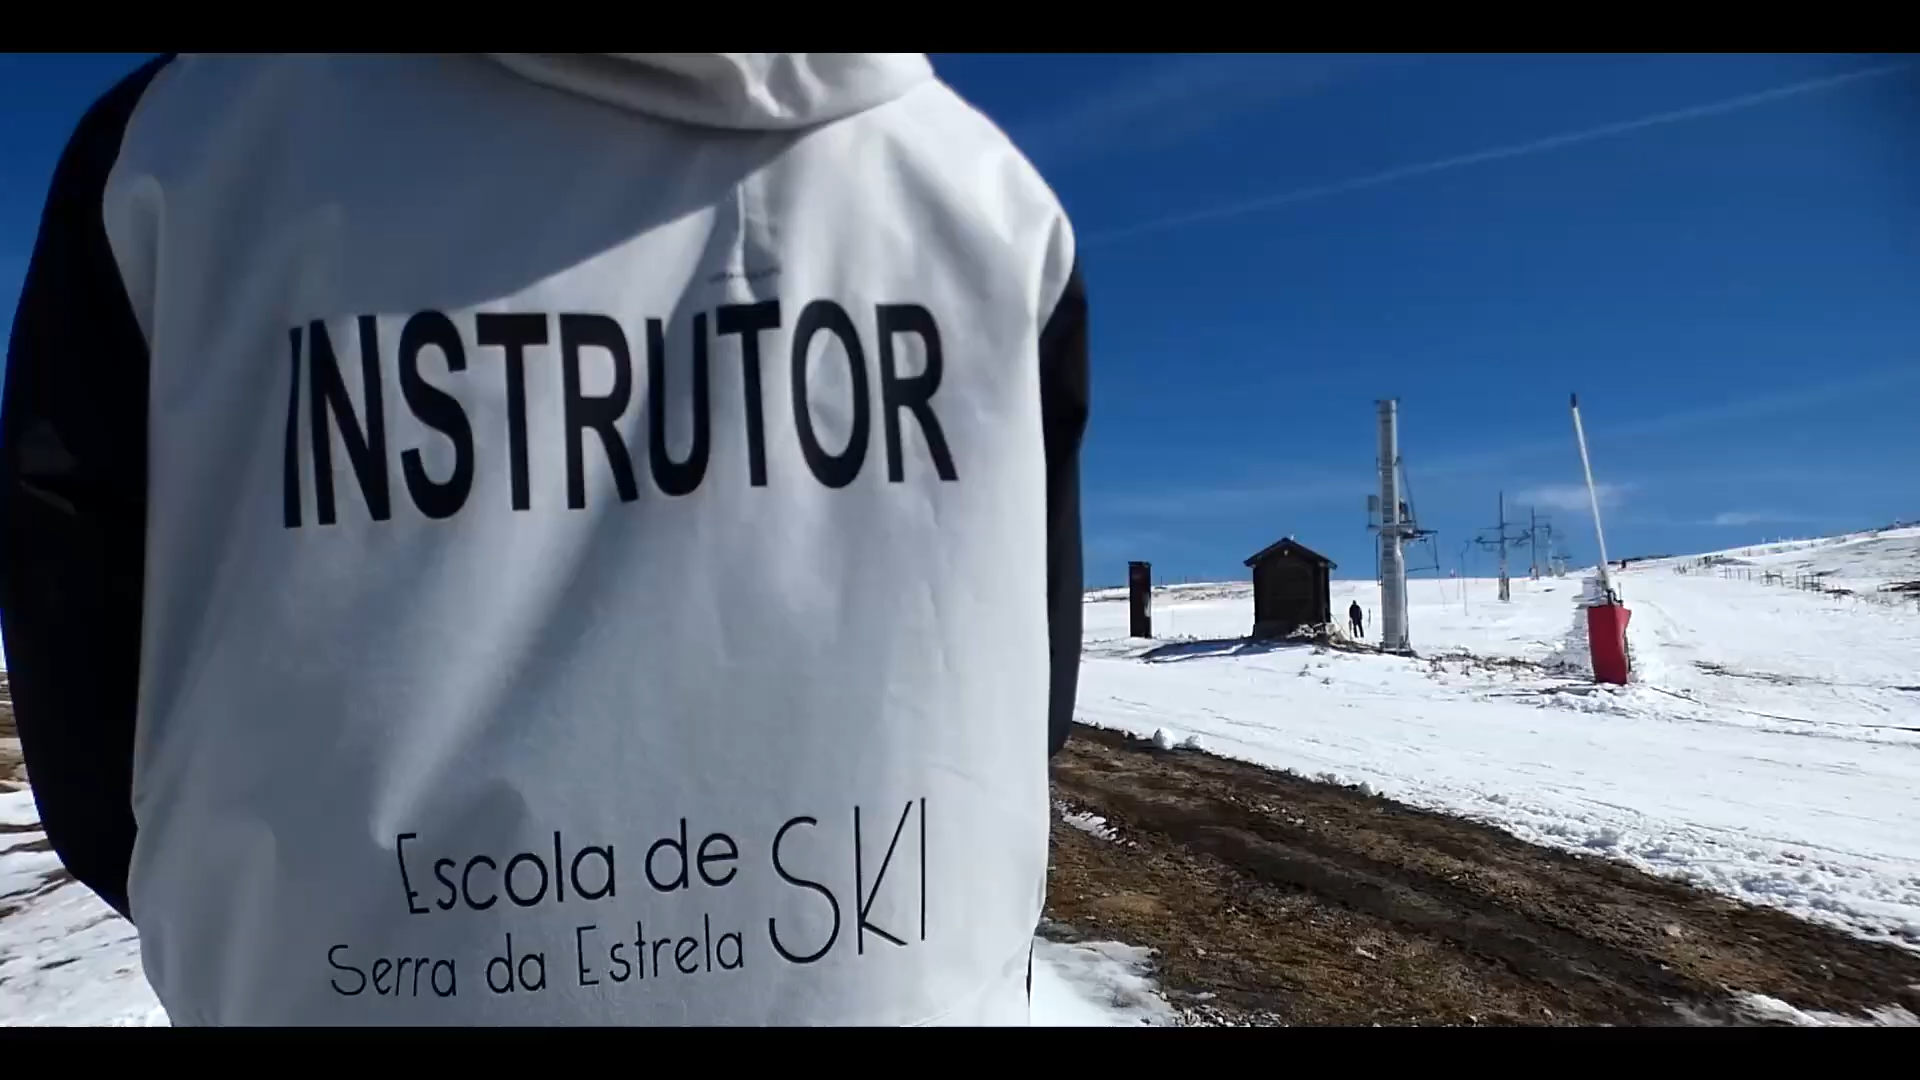 INSTRUTOR
Escola de SKI
Serra da Estrela